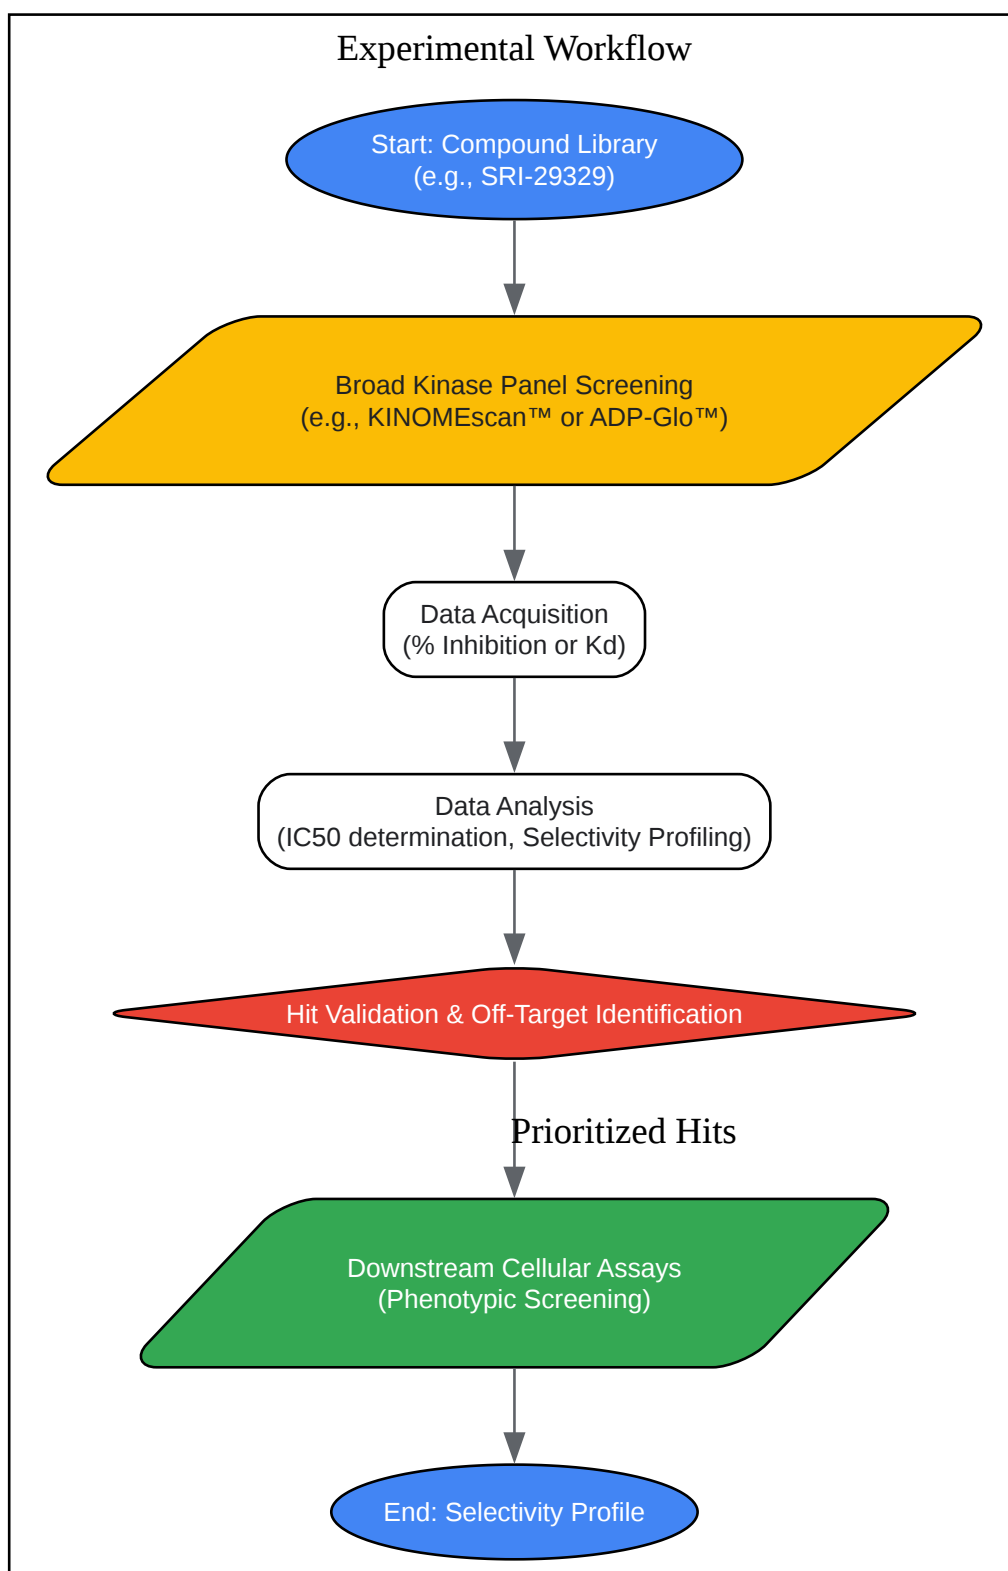 Experimental Workflow
Start: Compound Library
(e.g., SRI-29329)
Broad Kinase Panel Screening
(e.g., KINOMEscan™ or ADP-Glo™)
Data Acquisition
(% Inhibition or Kd)
Data Analysis
(IC50 determination, Selectivity Profiling)
Hit Validation & Off-Target Identification
Prioritized Hits
Downstream Cellular Assays
(Phenotypic Screening)
End: Selectivity Profile